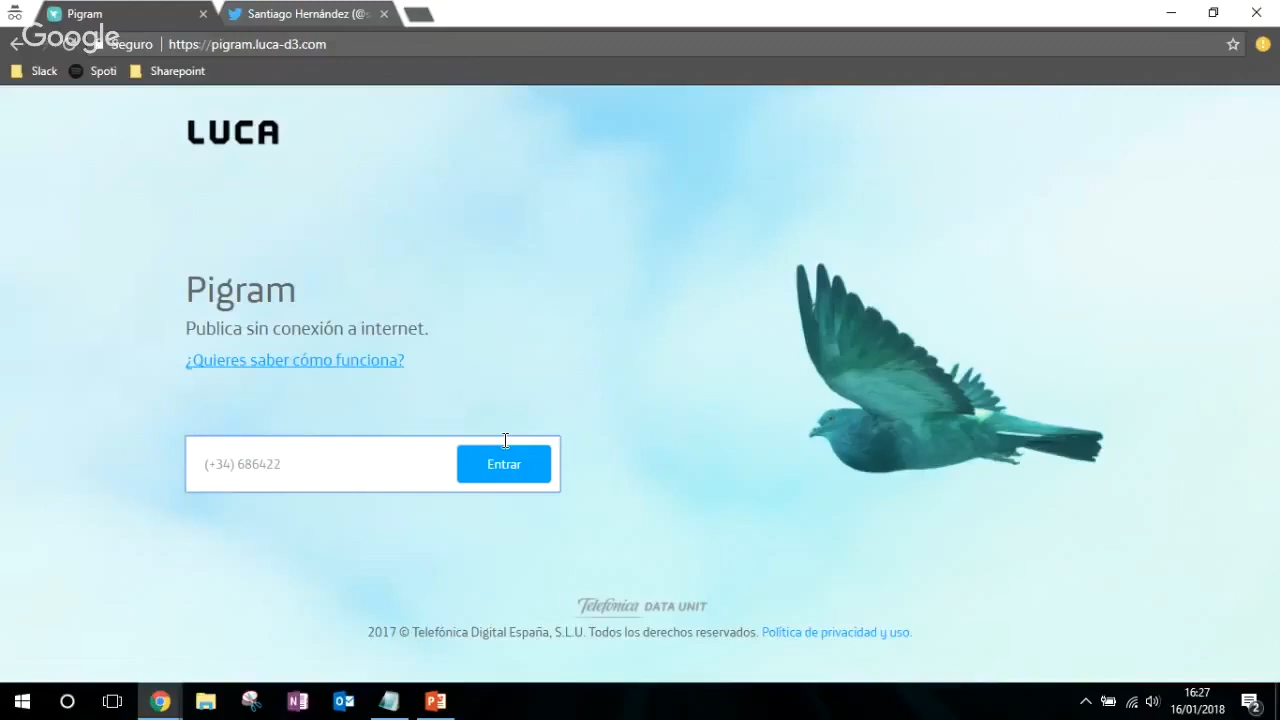 Pigram
Santiago Hernández (@s
Google
Seguro
https://pigram.luca-d3.com
Slack
Spoti
Sharepoint
LUCA
Pigram
Publica sin conexión a internet.
¿Quieres saber cómo funciona?
(+34) 686422
Entrar
Telefónica DATA UNIT
2017 © Telefónica Digital España, S.L.U. Todos los derechos reservados. Política de privacidad y uso.
16:27
16/01/2018
2